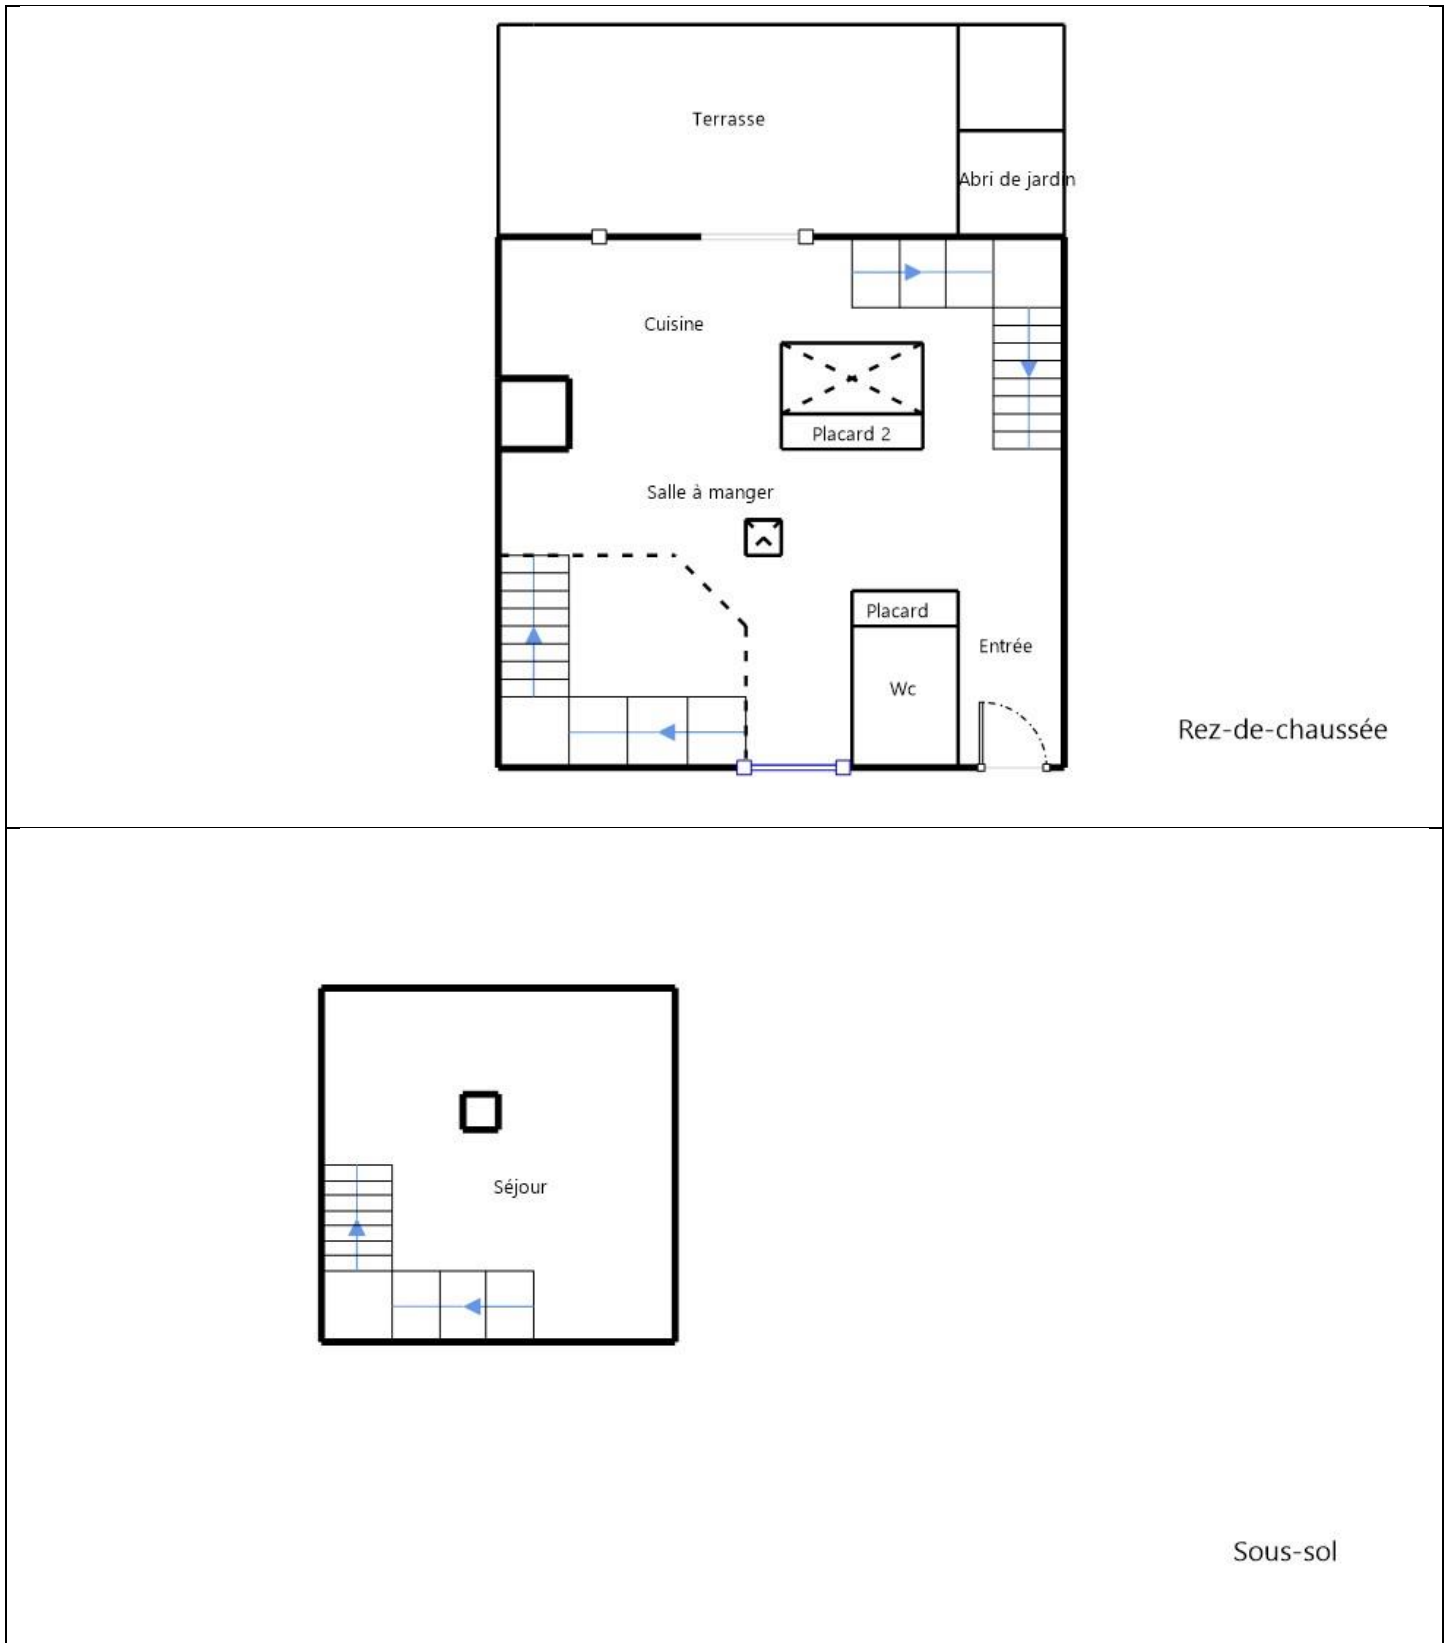 Terrasse
Abri de jardin
Cuisine
Placard 2
Salle à manger
Placard
Entrée
Wc
Rez-de-chaussée
Séjour
Sous-sol